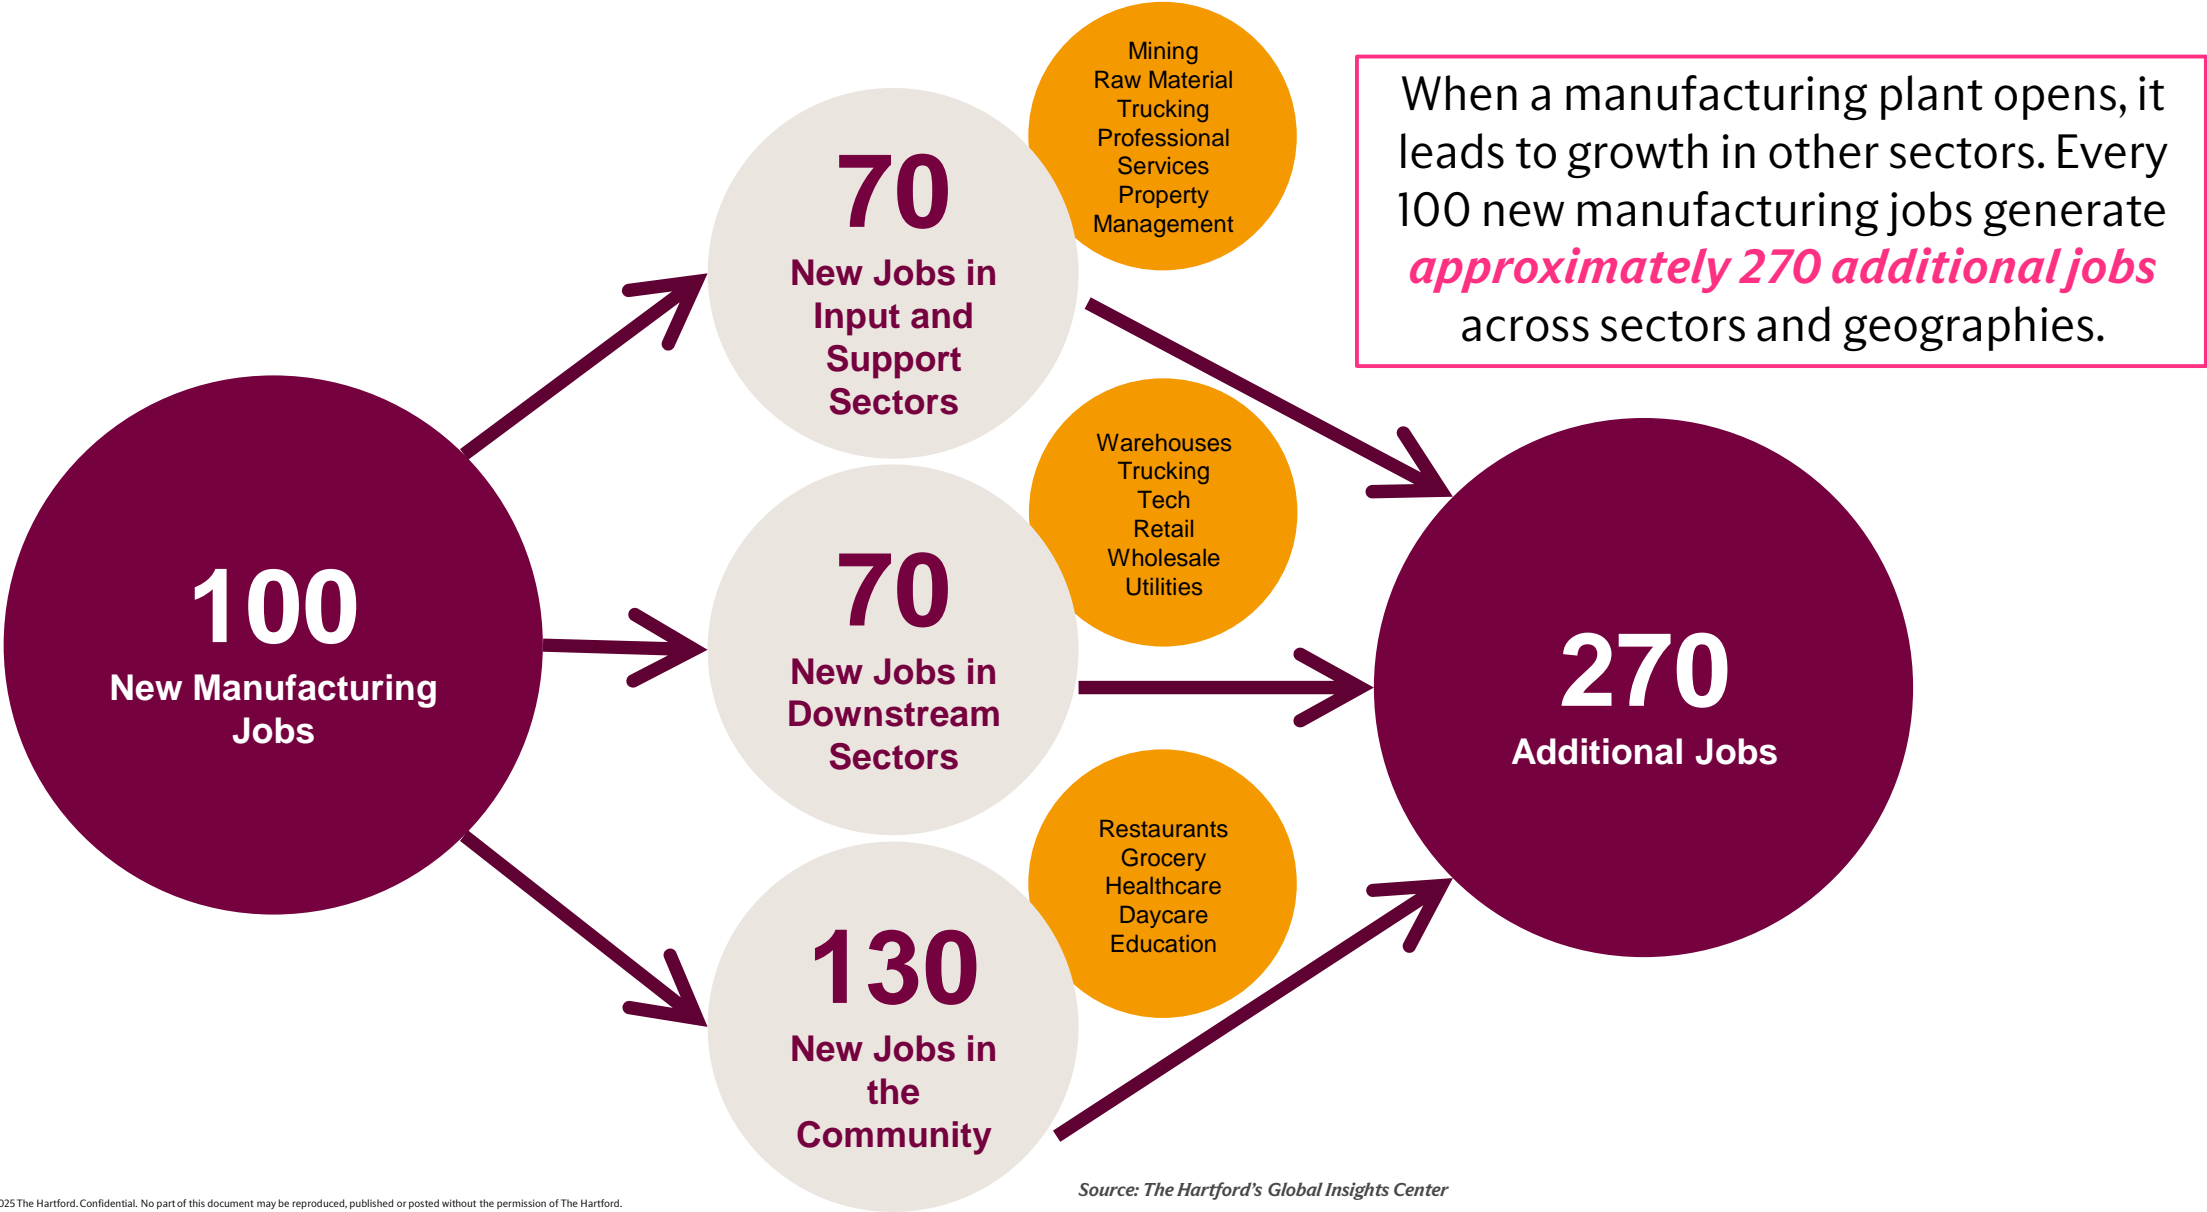 100
New Manufacturing
Jobs
70
New Jobs in
Input and
Support
Sectors
Mining
Raw Material
Trucking
Professional
Services
Property
Management
70
New Jobs in
Downstream
Sectors
Warehouses
Trucking
Tech
Retail
Wholesale
Utilities
130
New Jobs in
the
Community
Restaurants
Grocery
Healthcare
Daycare
Education
270
Additional Jobs
When a manufacturing plant opens, it
leads to growth in other sectors. Every
100 new manufacturing jobs generate
approximately 270 additional jobs
across sectors and geographies.
Source: The Hartford's Global Insights Center
025 The Hartford. Confidential. No part of this document may be reproduced, published or posted without the permission of The Hartford.